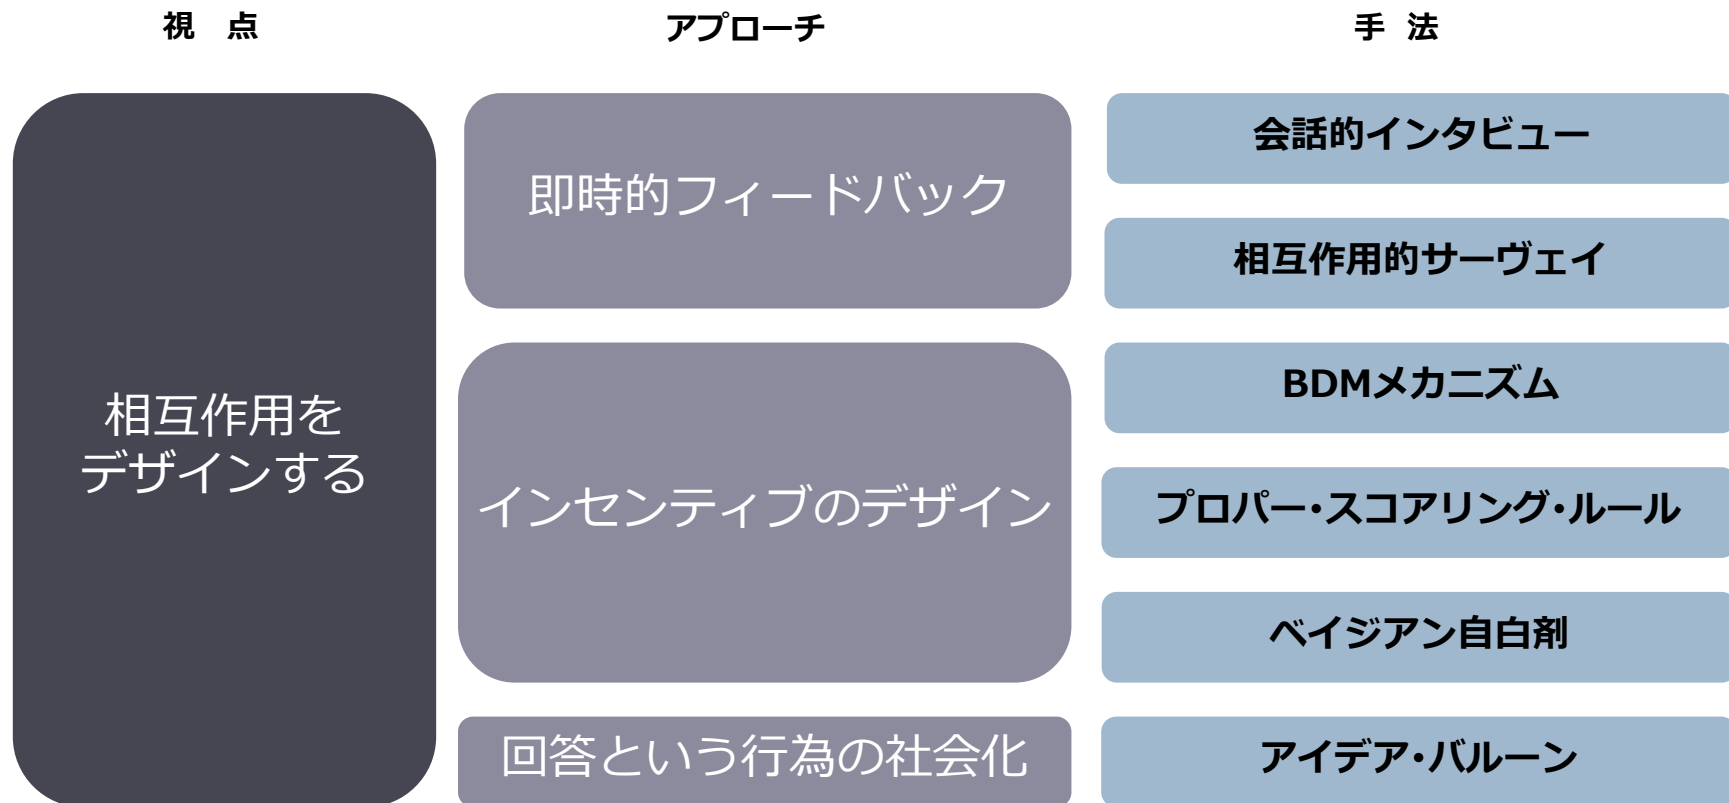 視　点
アプローチ
手　法
相互作用を
デザインする
即時的フィードバック
インセンティブのデザイン
回答という行為の社会化
会話的インタビュー
相互作用的サーヴェイ
BDMメカニズム
プロパー・スコアリング・ルール
ベイジアン自白剤
アイデア・バルーン